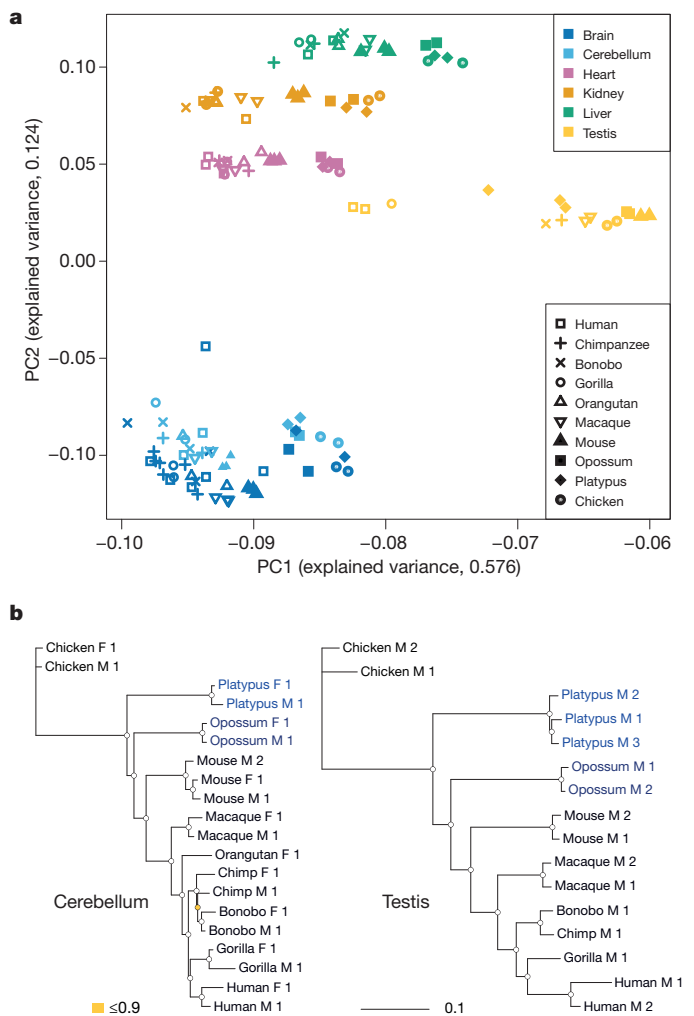 a
Brain
Cerebellum
Heart
Kidney
Liver
Testis
0.10
0.05
0.00
−0.05
−0.10
PC2 (explained variance, 0.124)
Human
Chimpanzee
Bonobo
Gorilla
Orangutan
Macaque
Mouse
Opossum
Platypus
Chicken
−0.10 −0.09 −0.08 −0.07 −0.06
PC1 (explained variance, 0.576)
b
Chicken F 1
Chicken M 1
Platypus F 1
Platypus M 1
Opossum F 1
Opossum M 1
Mouse M 2
Mouse F 1
Mouse M 1
Macaque F 1
Macaque M 1
Orangutan F 1
Chimp F 1
Chimp M 1
Bonobo F 1
Bonobo M 1
Gorilla F 1
Gorilla M 1
Human F 1
Human M 1
Cerebellum
≤0.9
Chicken M 2
Chicken M 1
Platypus M 2
Platypus M 1
Platypus M 3
Opossum M 1
Opossum M 2
Mouse M 2
Mouse M 1
Macaque M 2
Macaque M 1
Bonobo M 1
Chimp M 1
Gorilla M 1
Human M 1
Human M 2
Testis
0.1